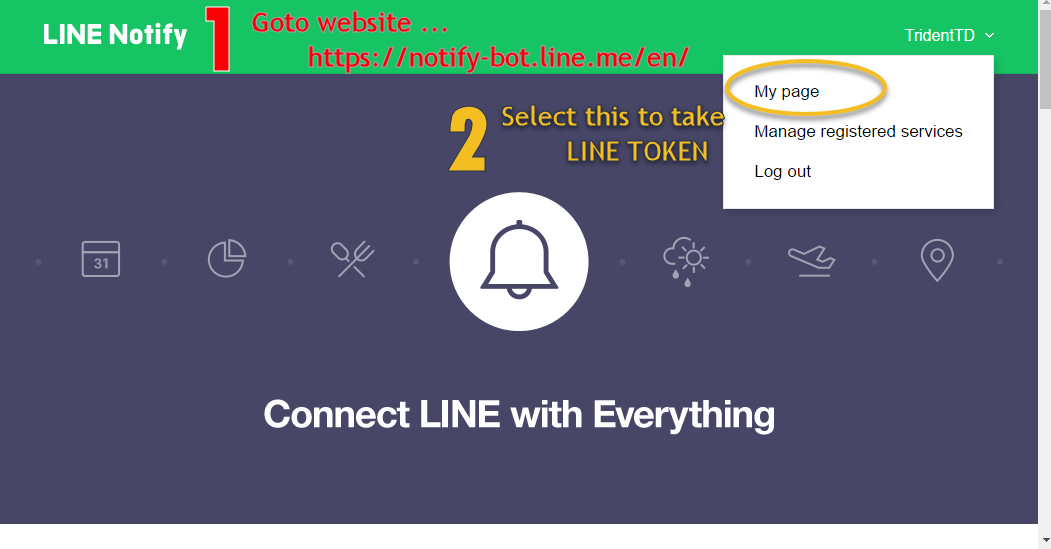 LINE Notify
1
Goto website ...
https://notify-bot.line.me/en/
TridentTD
My page
2
Select this to take
LINE TOKEN
Manage registered services
Log out
31
Connect LINE with Everything